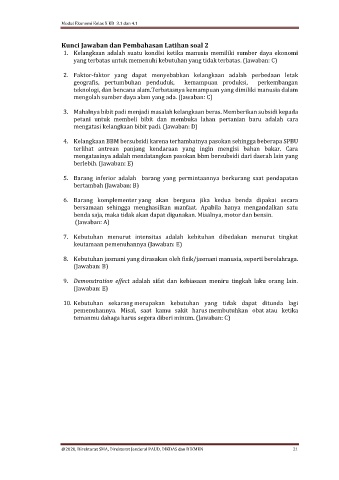 Modul Ekonomi Kelas X KD 3.1 dan 4.1
Kunci Jawaban dan Pembahasan Latihan soal 2
1. Kelangkaan adalah suatu kondisi ketika manusia memiliki sumber daya ekonomi
yang terbatas untuk memenuhi kebutuhan yang tidak terbatas. (Jawaban: C)
2. Faktor-faktor yang dapat menyebabkan kelangkaan adalah perbedaan letak
geografis, pertumbuhan penduduk, kemampuan produksi, perkembangan
teknologi, dan bencana alam.Terbatasnya kemampuan yang dimiliki manusia dalam
mengolah sumber daya alam yang ada. (Jawaban: C)
3. Mahalnya bibit padi menjadi masalah kelangkaan beras. Memberikan subsidi kepada
petani untuk membeli bibit dan membuka lahan pertanian baru adalah cara
mengatasi kelangkaan bibit padi. (Jawaban: D)
4. Kelangkaan BBM bersubsidi karena terhambatnya pasokan sehingga beberapa SPBU
terlihat antrean panjang kendaraan yang ingin mengisi bahan bakar. Cara
mengatasinya adalah mendatangkan pasokan bbm bersubsidi dari daerah lain yang
berlebih. (Jawaban: E)
5. Barang inferior adalah barang yang permintaannya berkurang saat pendapatan
bertambah (Jawaban: B)
6. Barang komplementer yang akan berguna jika kedua benda dipakai secara
bersamaan sehingga menghasilkan manfaat. Apabila hanya mengandalkan satu
benda saja, maka tidak akan dapat digunakan. Misalnya, motor dan bensin.
(Jawaban: A)
7. Kebutuhan menurut intensitas adalah kebituhan dibedakan menurut tingkat
keutamaan pemenuhannya (Jawaban: E)
8. Kebutuhan jasmani yang dirasakan oleh fisik/jasmani manusia, seperti berolahraga.
(Jawaban: B)
9. Demonstration effect adalah sifat dan kebiasaan meniru tingkah laku orang lain.
(Jawaban: E)
10. Kebutuhan sekarang merupakan kebutuhan yang tidak dapat ditunda lagi
pemenuhannya. Misal, saat kamu sakit harus membutuhkan obat atau ketika
temanmu dahaga harus segera diberi minum. (Jawaban: C)
@2020, Direktorat SMA, Direktorat Jenderal PAUD, DIKDAS dan DIKMEN